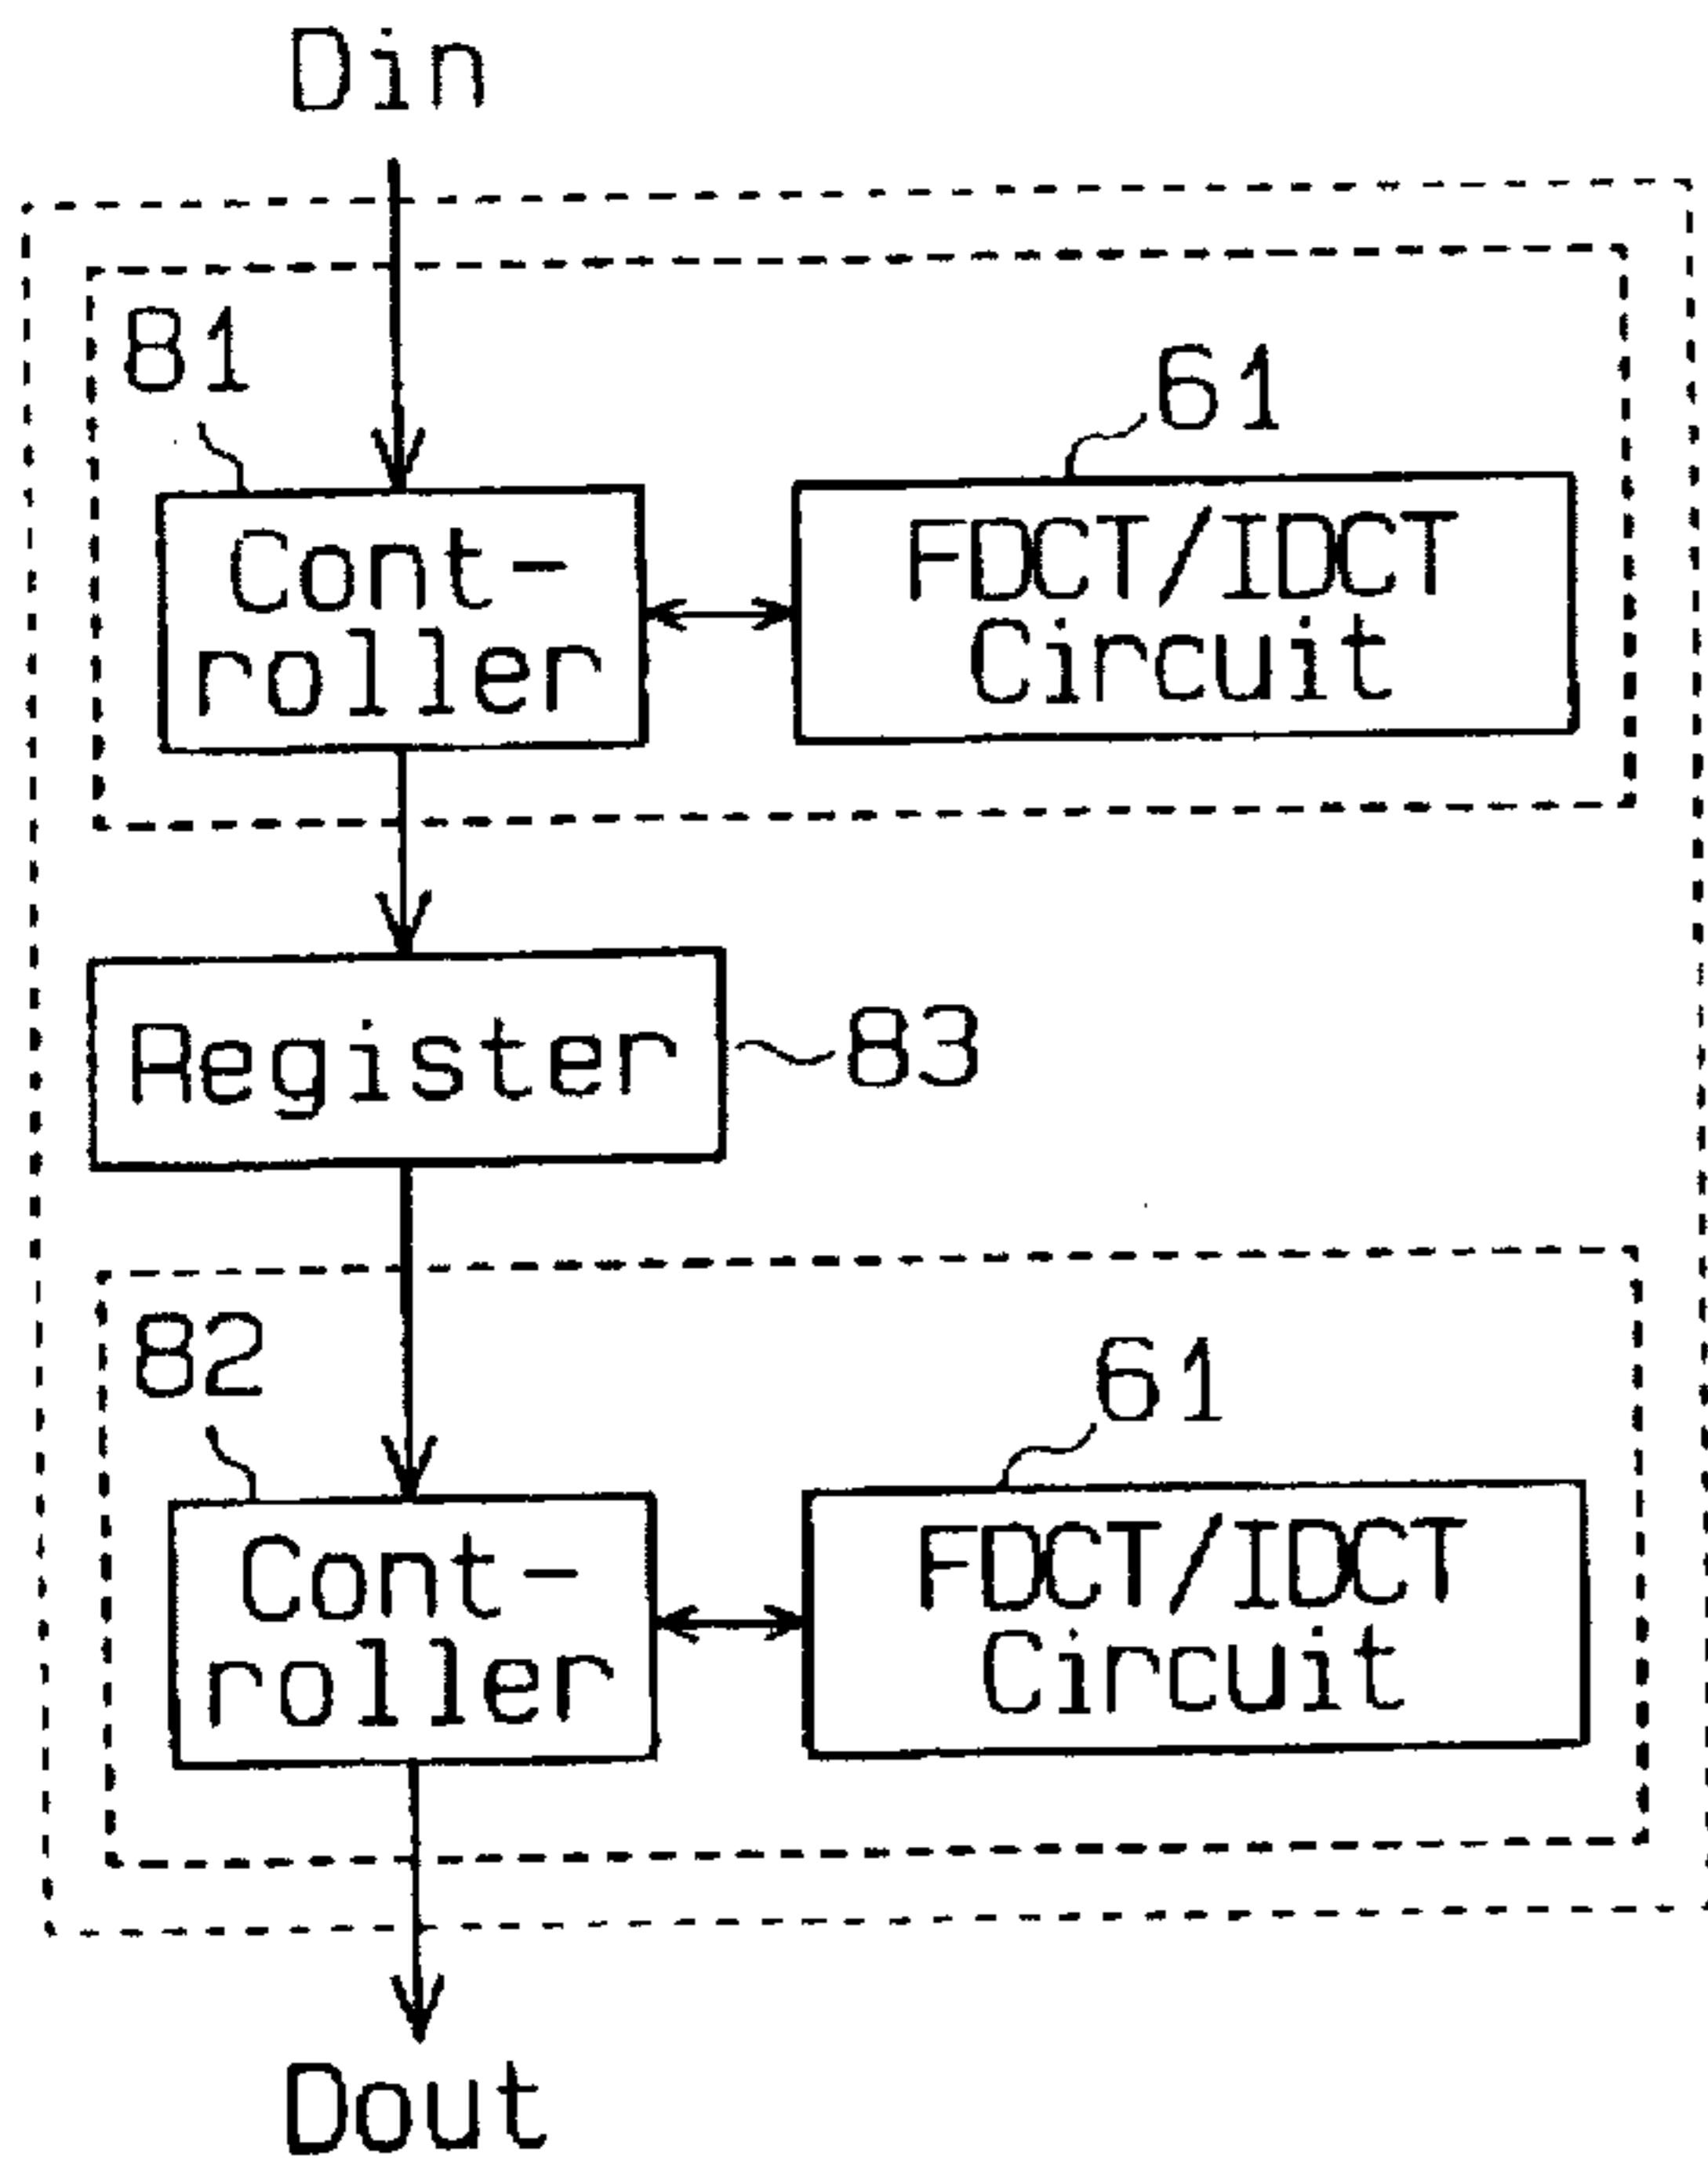 Din
81
61
Cont-
roller
FDCT/IDCT
Circuit
Register
83
82
61
Cont-
roller
FDCT/IDCT
Circuit
Dout